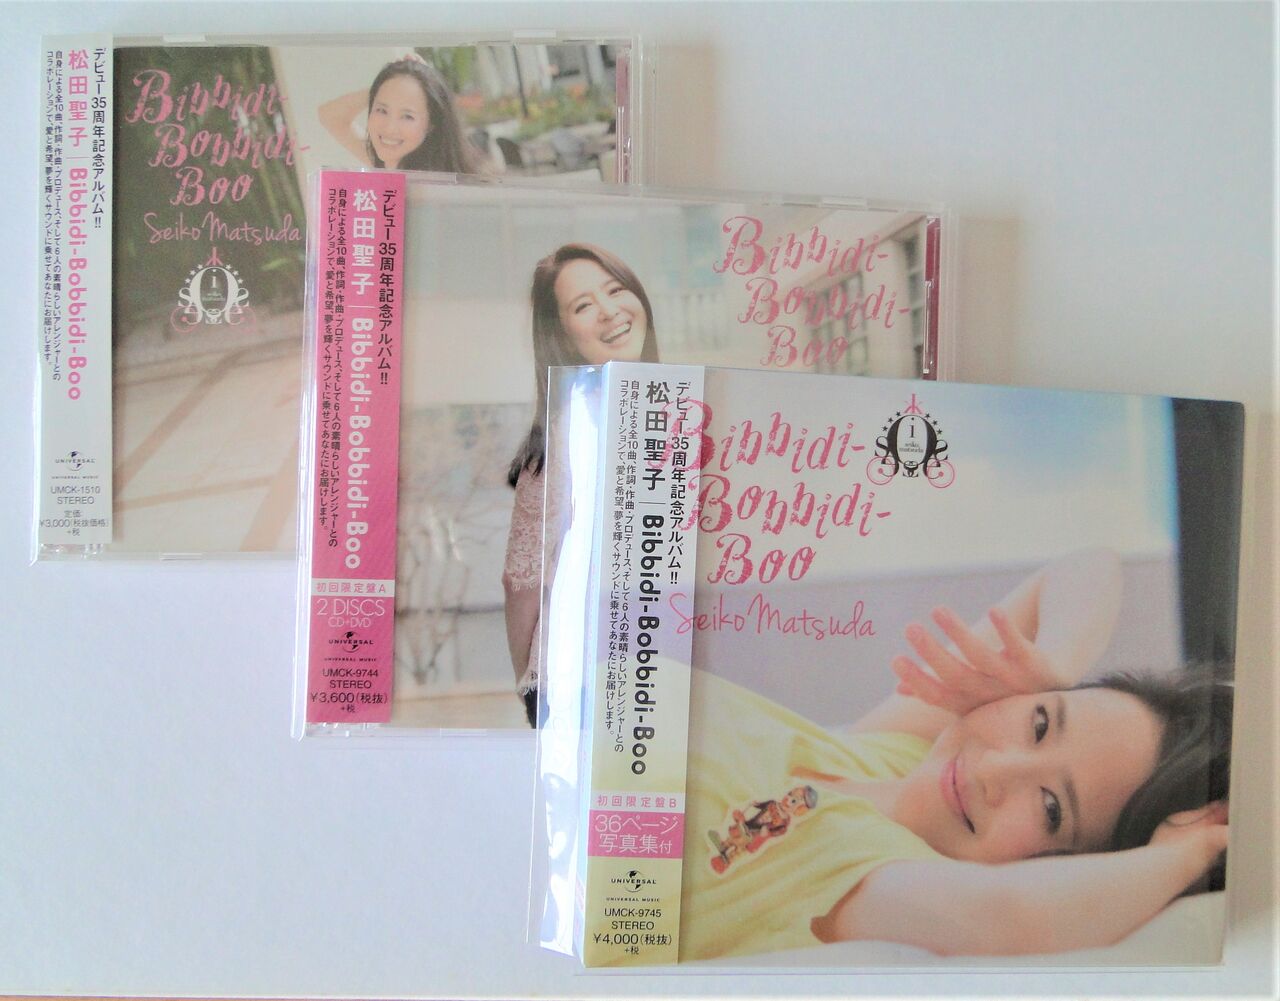 デビュー35周年記念アルバム!!
松田聖子 | Bibbidi-Bobbidi-Boo
自身による全10曲、作詞・作曲・プロデュース、そして6人の素晴らしいアレンジャーとの
コラボレーションで、愛と希望、夢を輝くサウンドに乗せてあなたにお届けします。
UNIVERSAL
UNIVERSAL MUSIC
UMCK-1510
STEREO
定価
¥3,000(税抜価格)
+税
Bibbidi-
Bobbidi-
Boo
Seiko Matsuda
i
seiko
matsuda
デビュー35周年記念アルバム!!
松田聖子 | Bibbidi-Bobbidi-Boo
自身による全10曲、作詞・作曲・プロデュース、そして6人の素晴らしいアレンジャーとの
コラボレーションで、愛と希望、夢を輝くサウンドに乗せてあなたにお届けします。
初回限定盤A
2 DISCS
CD+DVD
UNIVERSAL
UNIVERSAL MUSIC
UMCK-9744
STEREO
¥3,600(税抜)
+税
Bibbidi-
Bobbidi-
Boo
デビュー35周年記念アルバム!!
松田聖子 | Bibbidi-Bobbidi-Boo
自身による全10曲、作詞・作曲・プロデュース、そして6人の素晴らしいアレンジャーとの
コラボレーションで、愛と希望、夢を輝くサウンドに乗せてあなたにお届けします。
初回限定盤B
36ページ
写真集付
UNIVERSAL
UNIVERSAL MUSIC
UMCK-9745
STEREO
¥4,000(税抜)
+税
Bibbidi-
Bobbidi-
Boo
Seiko Matsuda
i
seiko
matsuda